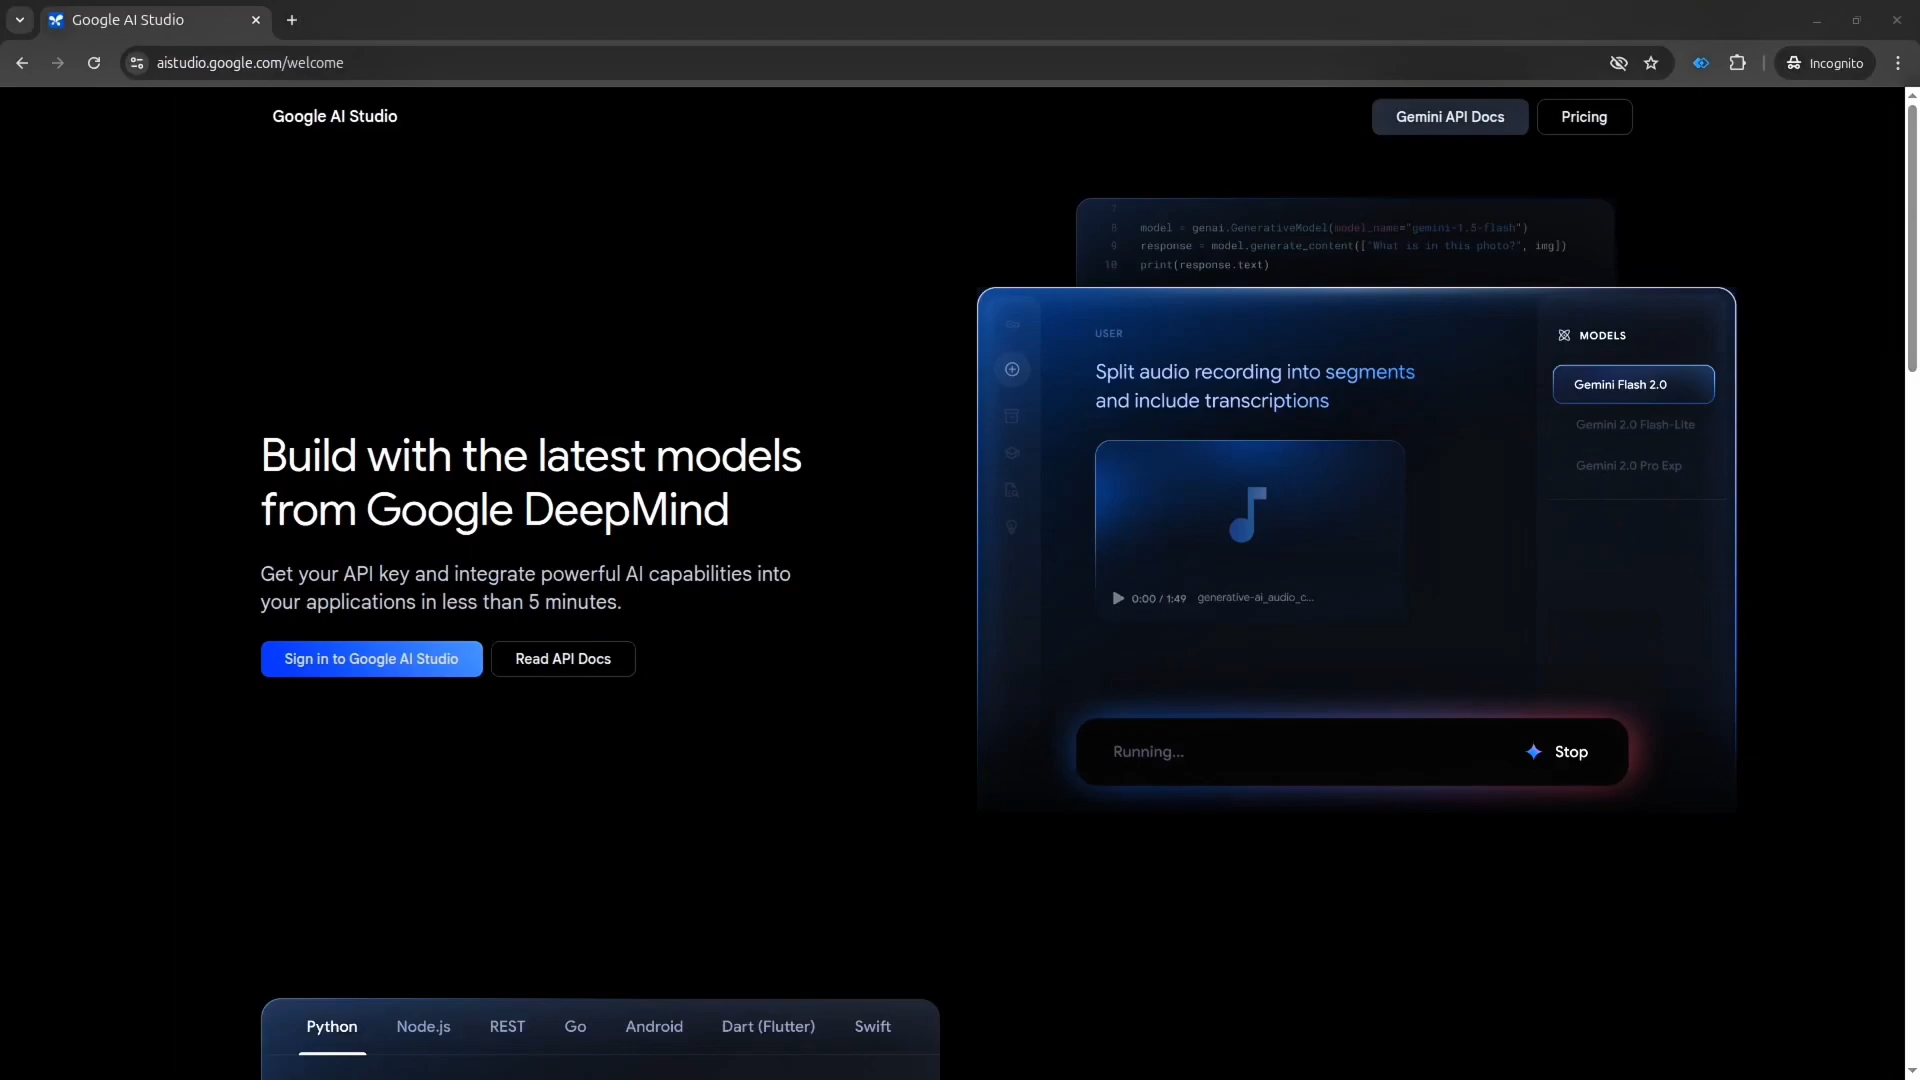 Google AI Studio
aistudio.google.com/welcome
Incognito
Google AI Studio
Gemini API Docs
Pricing
7
8 model = genai.GenerativeModel(model_name="gemini-1.5-flash")
9 response = model.generate_content(["What is in this photo?", img])
10 print(response.text)
USER
Split audio recording into segments
and include transcriptions
0:00 / 1:49 generative-ai_audio_c...
MODELS
Gemini Flash 2.0
Gemini 2.0 Flash-Lite
Gemini 2.0 Pro Exp
Running...
Stop
Build with the latest models
from Google DeepMind
Get your API key and integrate powerful AI capabilities into
your applications in less than 5 minutes.
Sign in to Google AI Studio
Read API Docs
Python Node.js REST Go Android Dart (Flutter) Swift